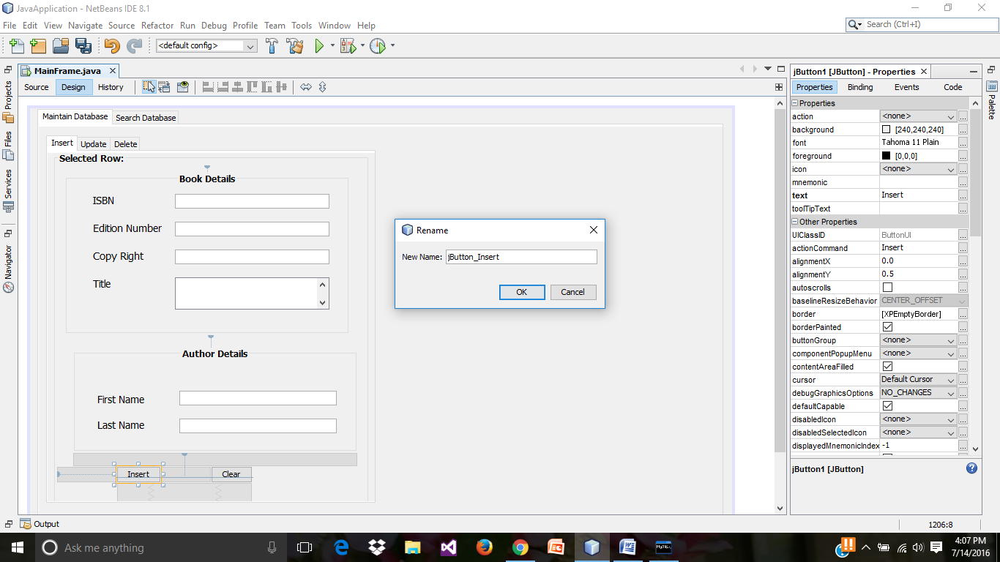 JavaApplication - NetBeans IDE 8.1
File Edit View Navigate Source Refactor Run Debug Profile Team Tools Window Help
Search (Ctrl+I)
<default config>
MainFrame.java
Source Design History
Maintain Database Search Database
Insert Update Delete
Selected Row:
Book Details
ISBN
Edition Number
Copy Right
Title
Author Details
First Name
Last Name
Insert Clear
Projects
Files
Services
Navigator
Rename
New Name: jButton_Insert
OK Cancel
jButton1 [JButton] - Properties
Properties Binding Events Code
Properties
action <none> ...
background [240,240,240] ...
font Tahoma 11 Plain ...
foreground [0,0,0] ...
icon <none> ...
mnemonic ...
text Insert ...
toolTipText ...
Other Properties
UIClassID ButtonUI ...
actionCommand Insert ...
alignmentX 0.0 ...
alignmentY 0.5 ...
autoscrolls ...
baselineResizeBehavior CENTER_OFFSET ...
border [XPEmptyBorder] ...
borderPainted ...
buttonGroup <none> ...
componentPopupMenu <none> ...
contentAreaFilled ...
cursor Default Cursor ...
debugGraphicsOptions NO_CHANGES ...
defaultCapable ...
disabledIcon <none> ...
disabledSelectedIcon <none> ...
displayedMnemonicIndex -1 ...
jButton1 [JButton]
Palette
Output
1206:8
Ask me anything
MySQL
4:07 PM
7/14/2016